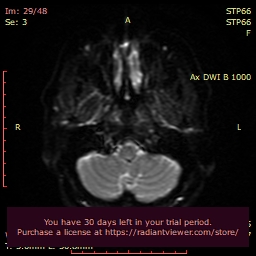 Im: 29/48
Se: 3
A
STP66
STP66
F
Ax DWI B 1000
R
L
You have 30 days left in your trial period.
Purchase a license at https://radiantviewer.com/store/